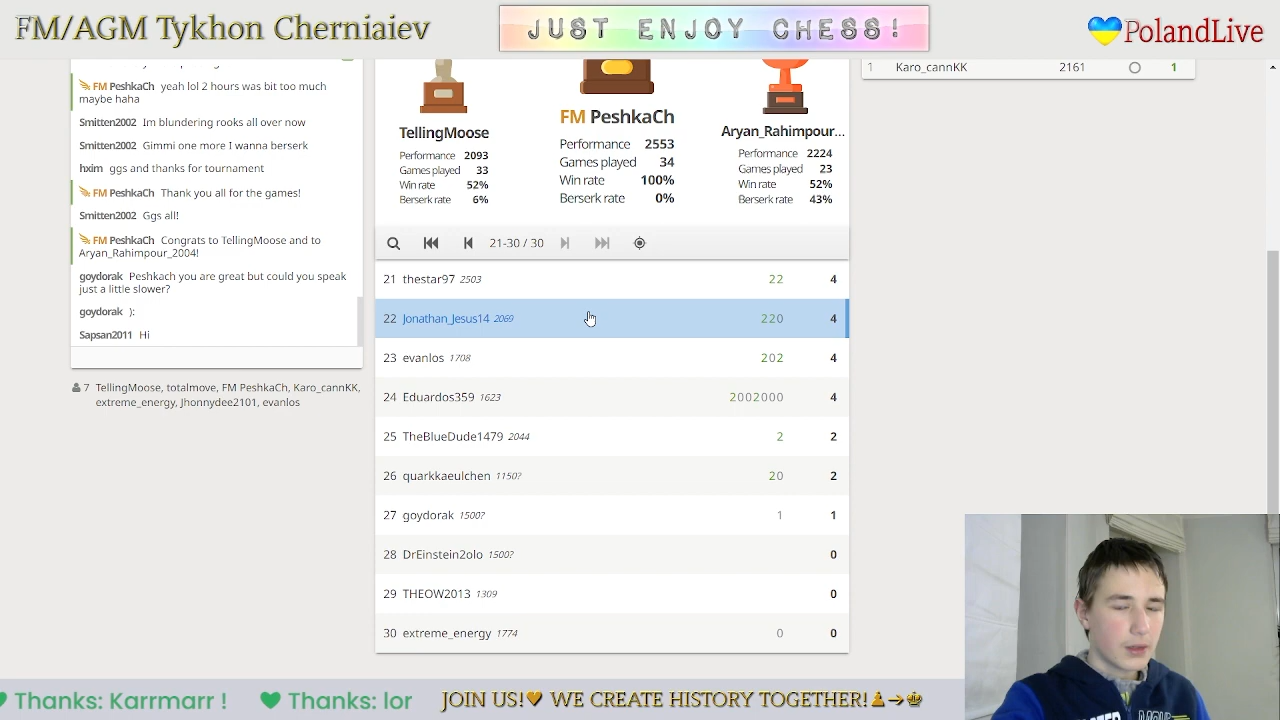 FM/AGM Tykhon Cherniaiev
JUST ENJOY CHESS!
PolandLive
FM PeshkaCh yeah lol 2 hours was bit too much
maybe haha
Smitten2002 Im blundering rooks all over now
Smitten2002 Gimmi one more I wanna berserk
hxim ggs and thanks for tournament
FM PeshkaCh Thank you all for the games!
Smitten2002 Ggs all!
FM PeshkaCh Congrats to TellingMoose and to
Aryan_Rahimpour_2004!
goydorak Peshkach you are great but could you speak
just a little slower?
goydorak ):
Sapsan2011 Hi
7 TellingMoose, totalmove, FM PeshkaCh, Karo_cannKK,
extreme_energy, Jhonnydee2101, evanlos
TellingMoose
Performance 2093
Games played 33
Win rate 52%
Berserk rate 6%
FM PeshkaCh
Performance 2553
Games played 34
Win rate 100%
Berserk rate 0%
Aryan_Rahimpour...
Performance 2224
Games played 23
Win rate 52%
Berserk rate 43%
21-30 / 30
21 thestar97 2503 22 4
22 Jonathan_Jesus14 2069 220 4
23 evanlos 1708 202 4
24 Eduardos359 1623 2002000 4
25 TheBlueDude1479 2044 2 2
26 quarkkaeulchen 1150? 20 2
27 goydorak 1500? 1 1
28 DrEinstein2olo 1500? 0
29 THEOW2013 1309 0
30 extreme_energy 1774 0 0
1 Karo_cannKK 2161 1
Thanks: Karrmarr ! Thanks: lor
JOIN US! WE CREATE HISTORY TOGETHER!